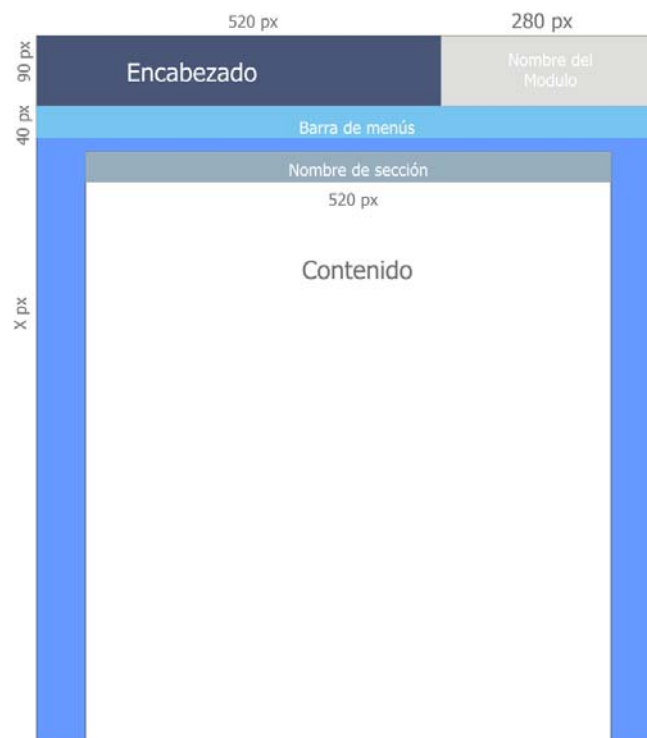 520 px
280 px
90 px
Encabezado
Nombre del
Modulo
40 px
Barra de menús
Nombre de sección
520 px
Contenido
X px